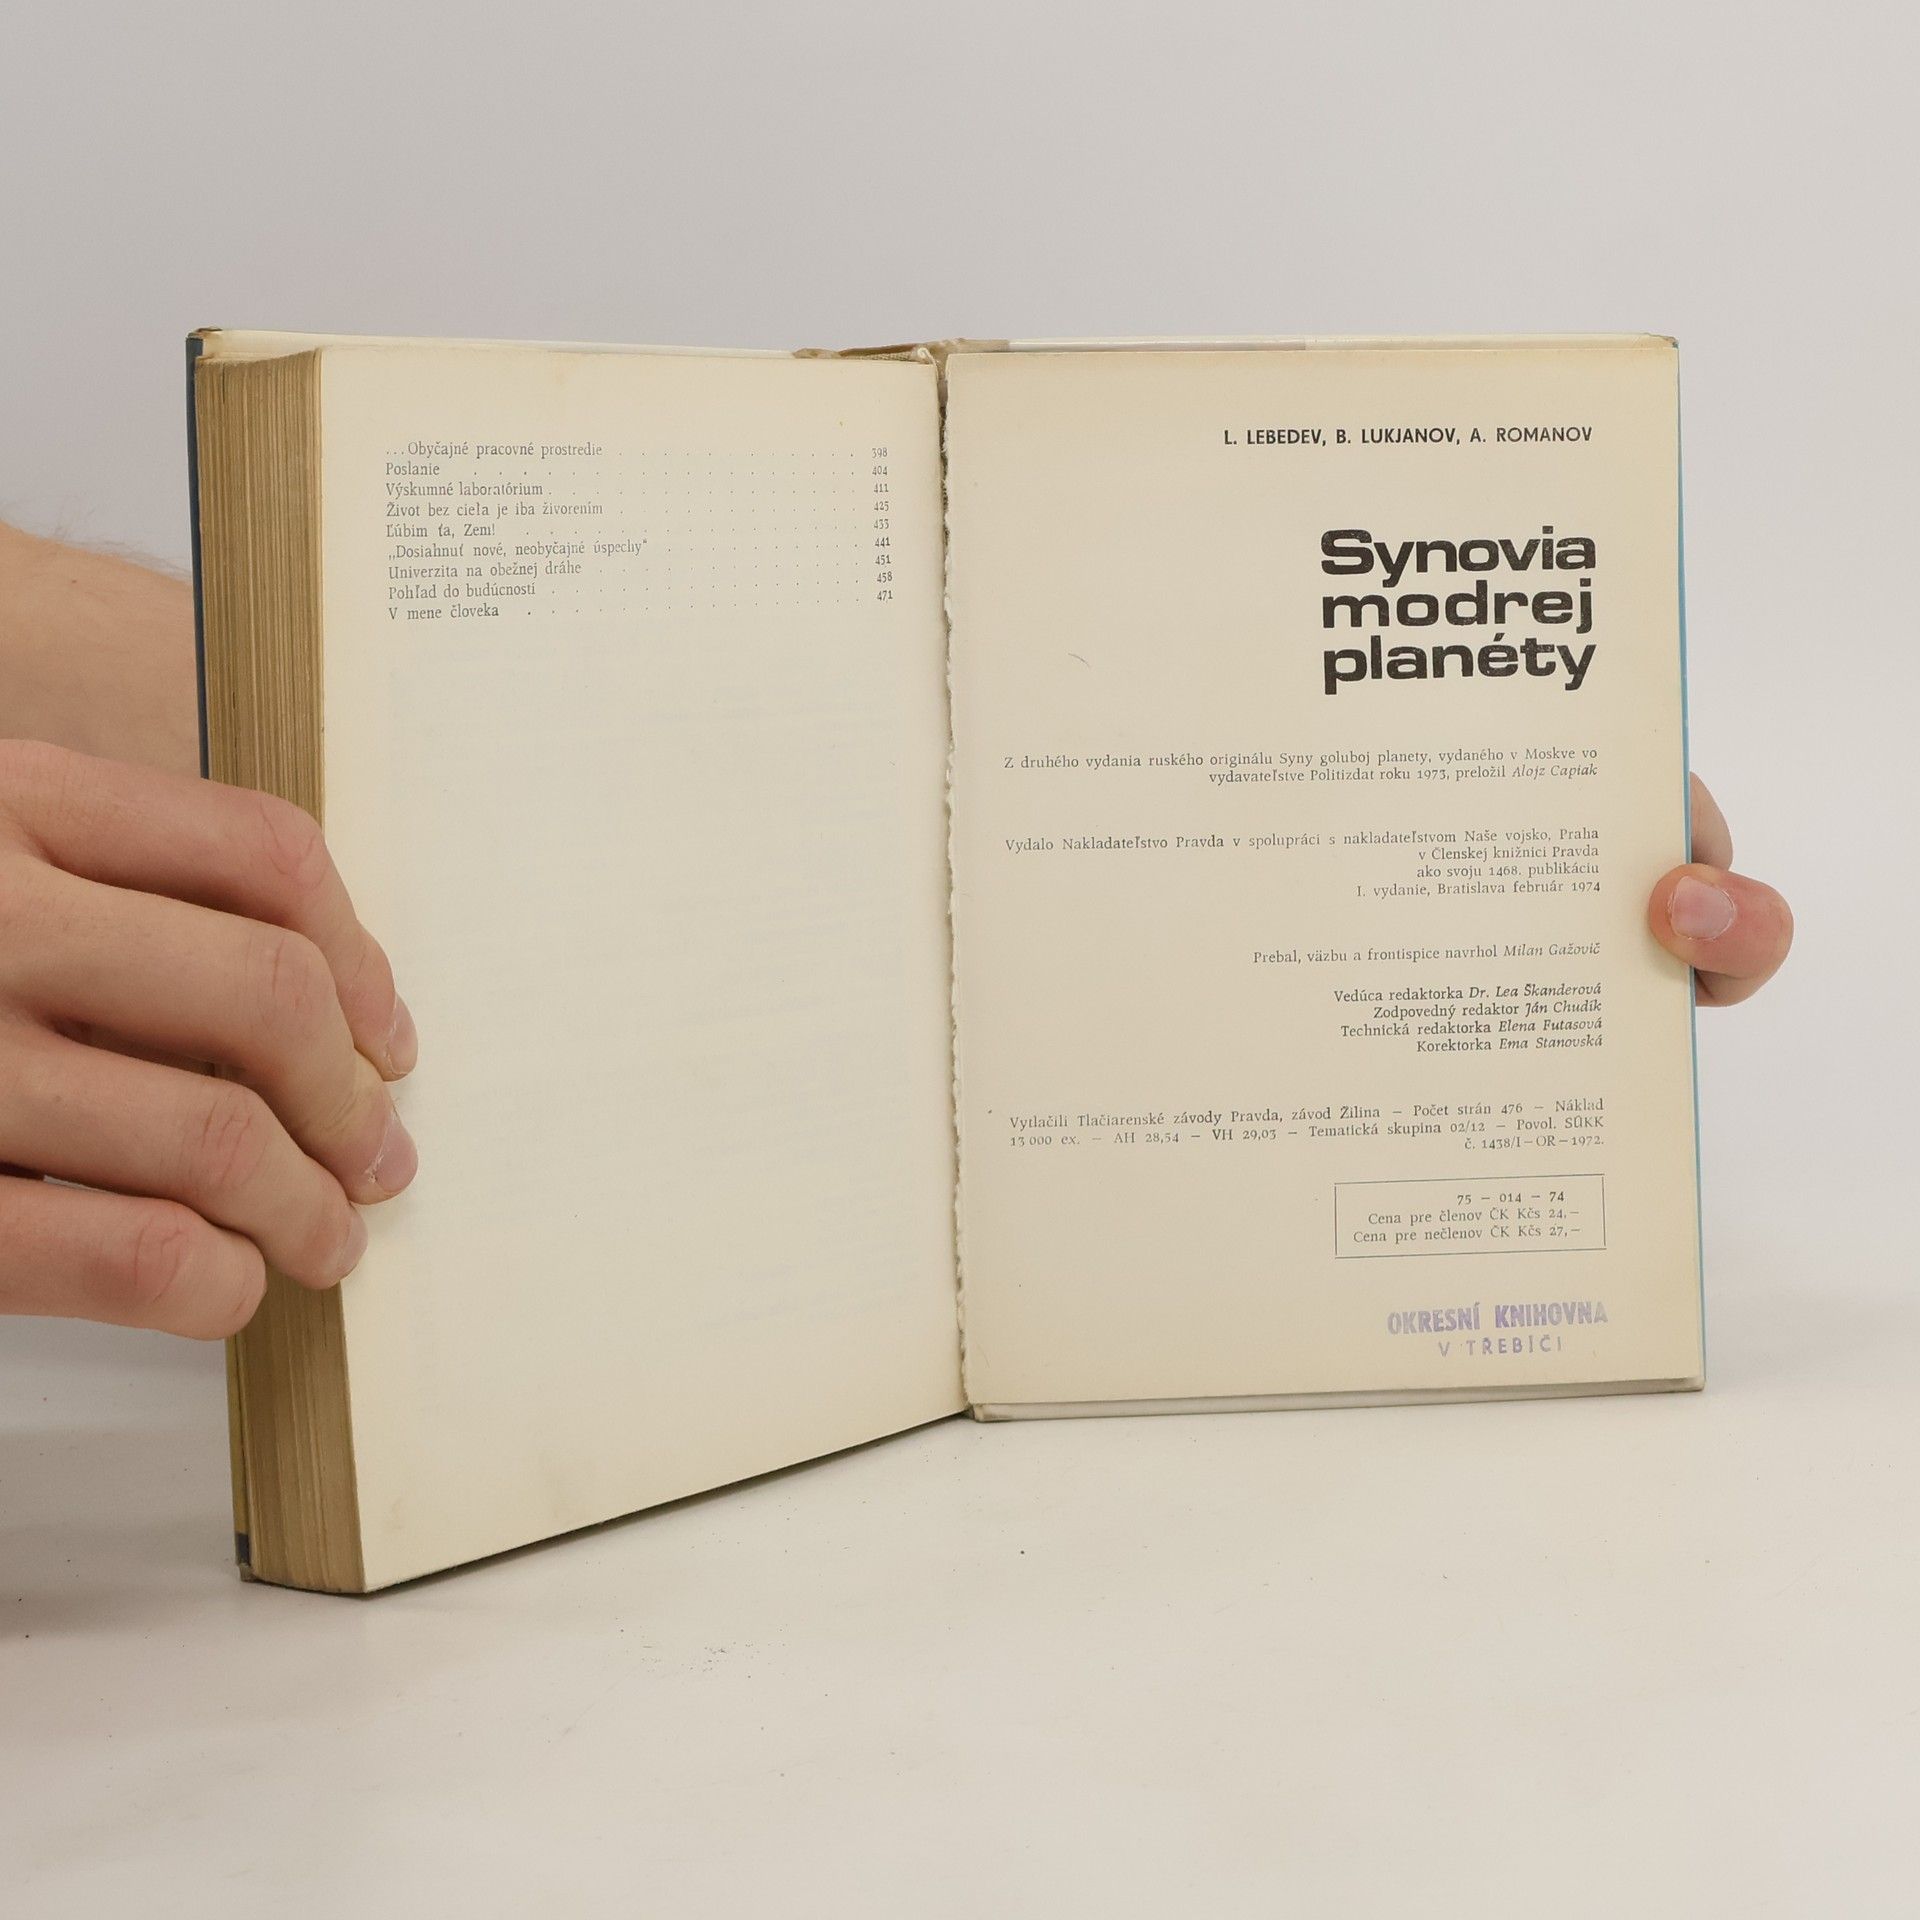 ...Obyčajné pracovné prostredie . . . . . . . . . . 398
Poslanie . . . . . . . . . . . . . . . . 404
Výskumné laboratórium . . . . . . . . . . . . . 411
Život bez cieľa je iba živorením . . . . . . . . . . 425
Ľúbim ťa, Zem! . . . . . . . . . . . . . . 433
„Dosiahnuť nové, neobyčajné úspechy“ . . . . . . . . 441
Univerzita na obežnej dráhe . . . . . . . . . . . 451
Pohľad do budúcnosti . . . . . . . . . . . . . 458
V mene človeka . . . . . . . . . . . . . . 471
L. LEBEDEV, B. LUKJANOV, A. ROMANOV
Synovia
modrej
planéty
Z druhého vydania ruského originálu Syny goluboj planety, vydaného v Moskve vo
vydavateľstve Politizdat roku 1973, preložil Alojz Capiak
Vydalo Nakladateľstvo Pravda v spolupráci s nakladateľstvom Naše vojsko, Praha
v Členskej knižnici Pravda
ako svoju 1468. publikáciu
I. vydanie, Bratislava február 1974
Prebal, väzbu a frontispice navrhol Milan Gažovič
Vedúca redaktorka Dr. Lea Škanderová
Zodpovedný redaktor Ján Chudík
Technická redaktorka Elena Futasová
Korektorka Ema Stanovská
Vytlačili Tlačiarenské závody Pravda, závod Žilina — Počet strán 476 — Náklad
13 000 ex. — AH 28,54 — VH 29,03 — Tematická skupina 02/12 — Povol. SÚKK
č. 1438/I—OR—1972.
75 — 014 — 74
Cena pre členov ČK Kčs 24,—
Cena pre nečlenov ČK Kčs 27,—
OKRESNÍ KNIHOVNA
V TŘEBÍČI